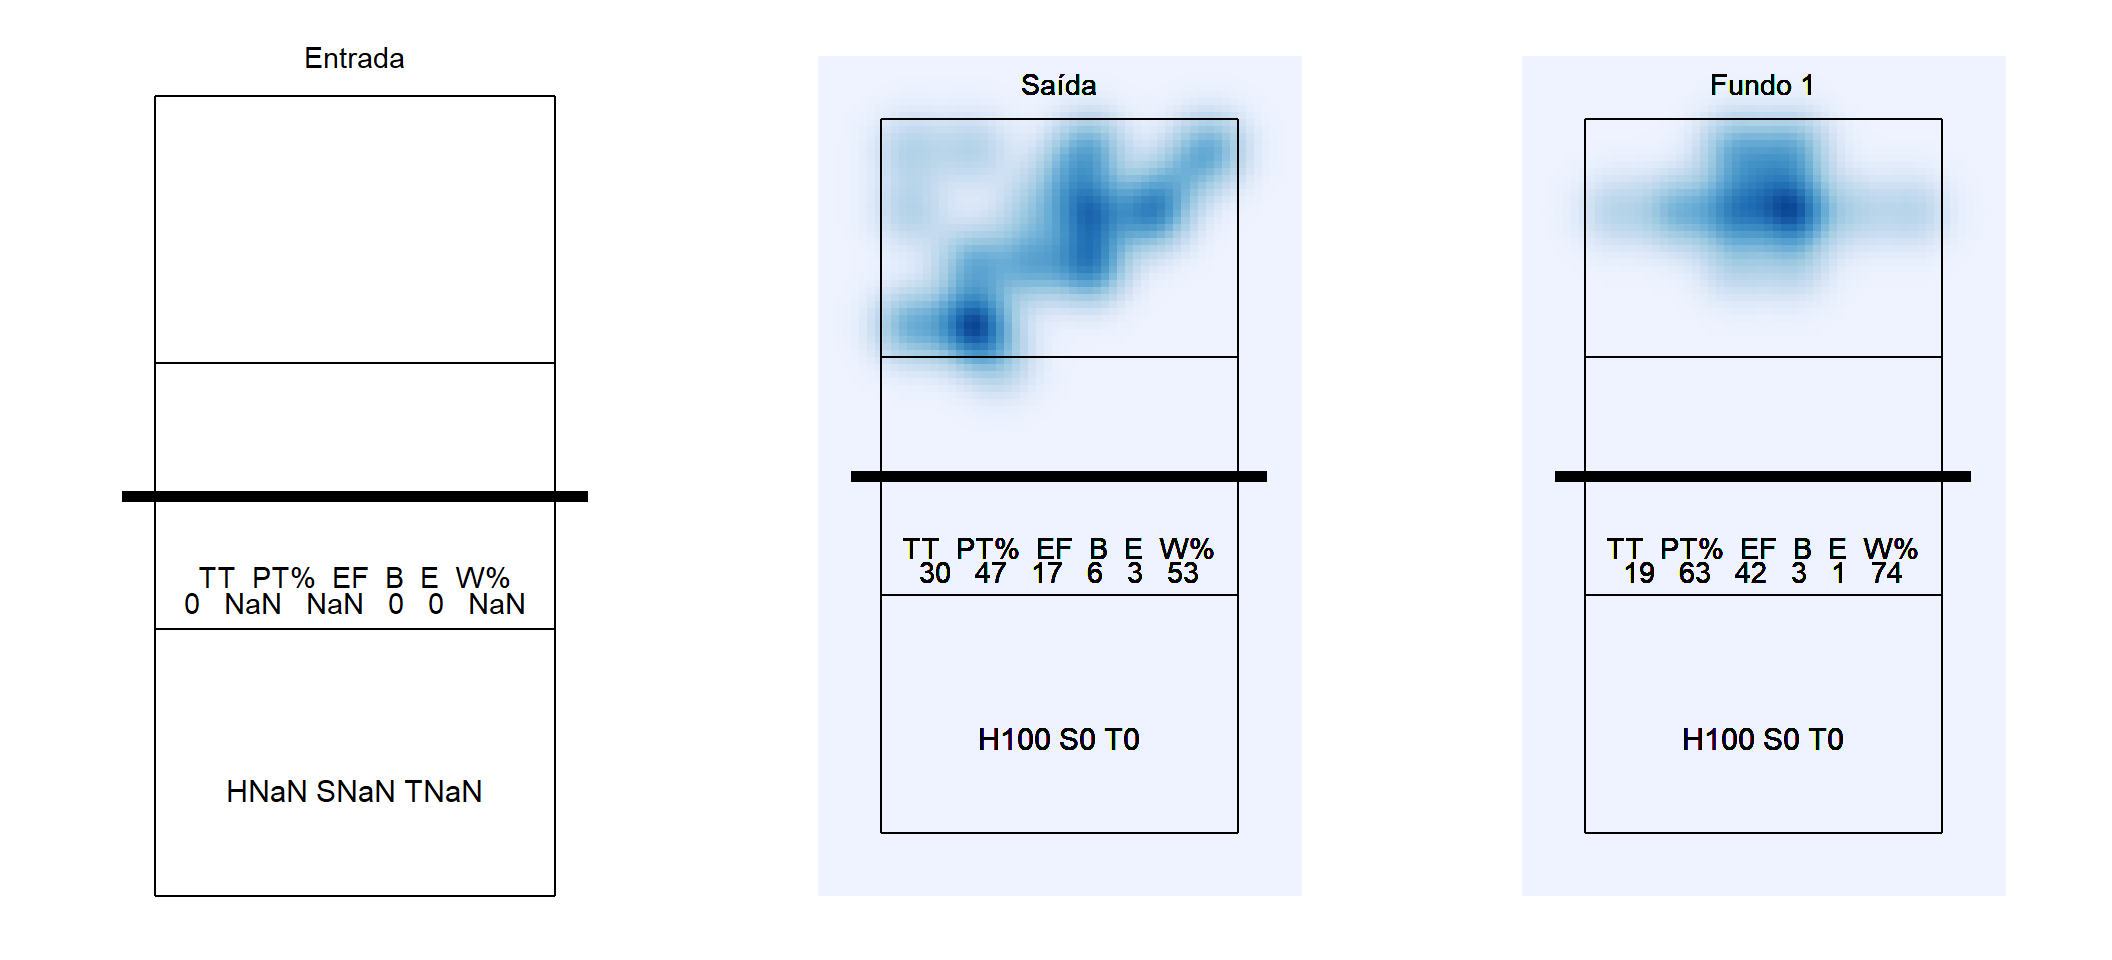 Entrada
TT PT% EF B E W%
0 NaN NaN 0 0 NaN
HNaN SNaN TNaN
Saída
TT PT% EF B E W%
30 47 17 6 3 53
H100 S0 T0
Fundo 1
TT PT% EF B E W%
19 63 42 3 1 74
H100 S0 T0